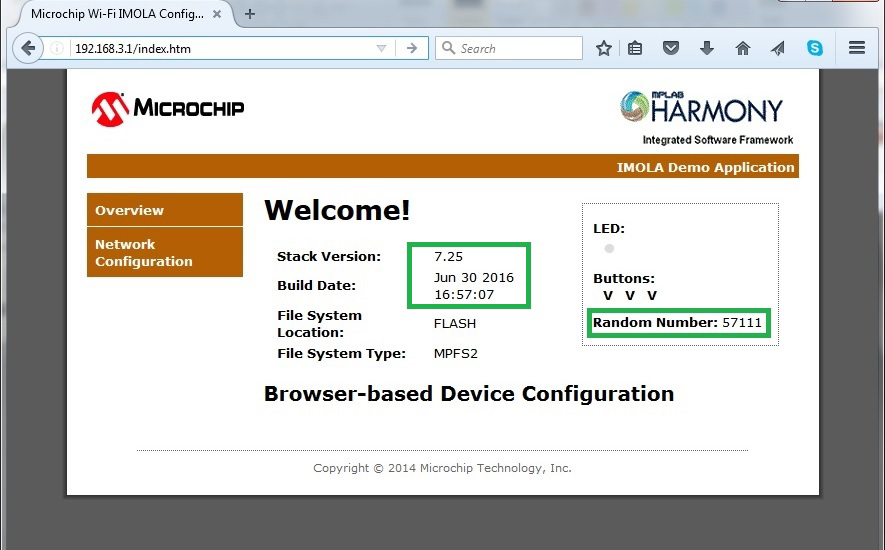 Microchip Wi-Fi IMOLA Config...
192.168.3.1/index.htm
Search
MICROCHIP
MPLAB
HARMONY
Integrated Software Framework
IMOLA Demo Application
Overview
Network
Configuration
Welcome!
Stack Version: 7.25
Build Date: Jun 30 2016
16:57:07
File System
Location: FLASH
File System Type: MPFS2
LED:
Buttons:
V V V
Random Number: 57111
Browser-based Device Configuration
Copyright © 2014 Microchip Technology, Inc.